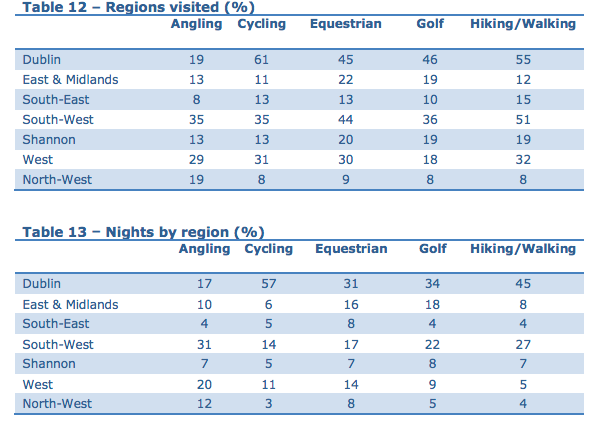 Table 12 – Regions visited (%)
Angling Cycling Equestrian Golf Hiking/Walking
Dublin 19 61 45 46 55
East & Midlands 13 11 22 19 12
South-East 8 13 13 10 15
South-West 35 35 44 36 51
Shannon 13 13 20 19 19
West 29 31 30 18 32
North-West 19 8 9 8 8
Table 13 – Nights by region (%)
Angling Cycling Equestrian Golf Hiking/Walking
Dublin 17 57 31 34 45
East & Midlands 10 6 16 18 8
South-East 4 5 8 4 4
South-West 31 14 17 22 27
Shannon 7 5 7 8 7
West 20 11 14 9 5
North-West 12 3 8 5 4